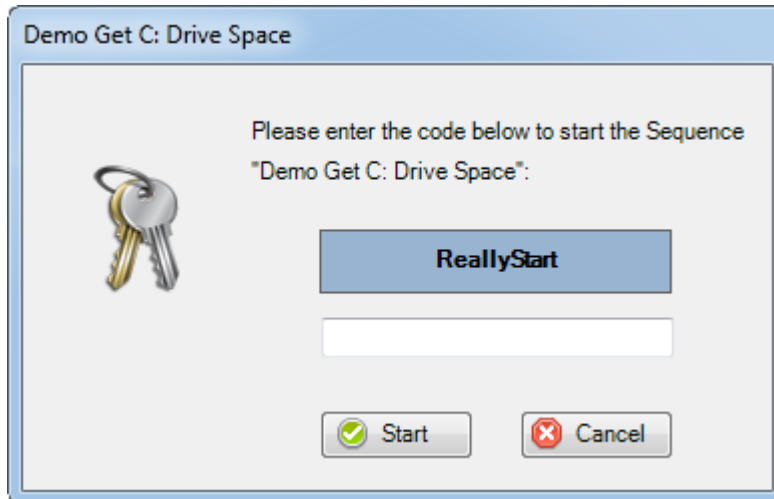 Demo Get C: Drive Space
Please enter the code below to start the Sequence
"Demo Get C: Drive Space":
ReallyStart
Start
Cancel